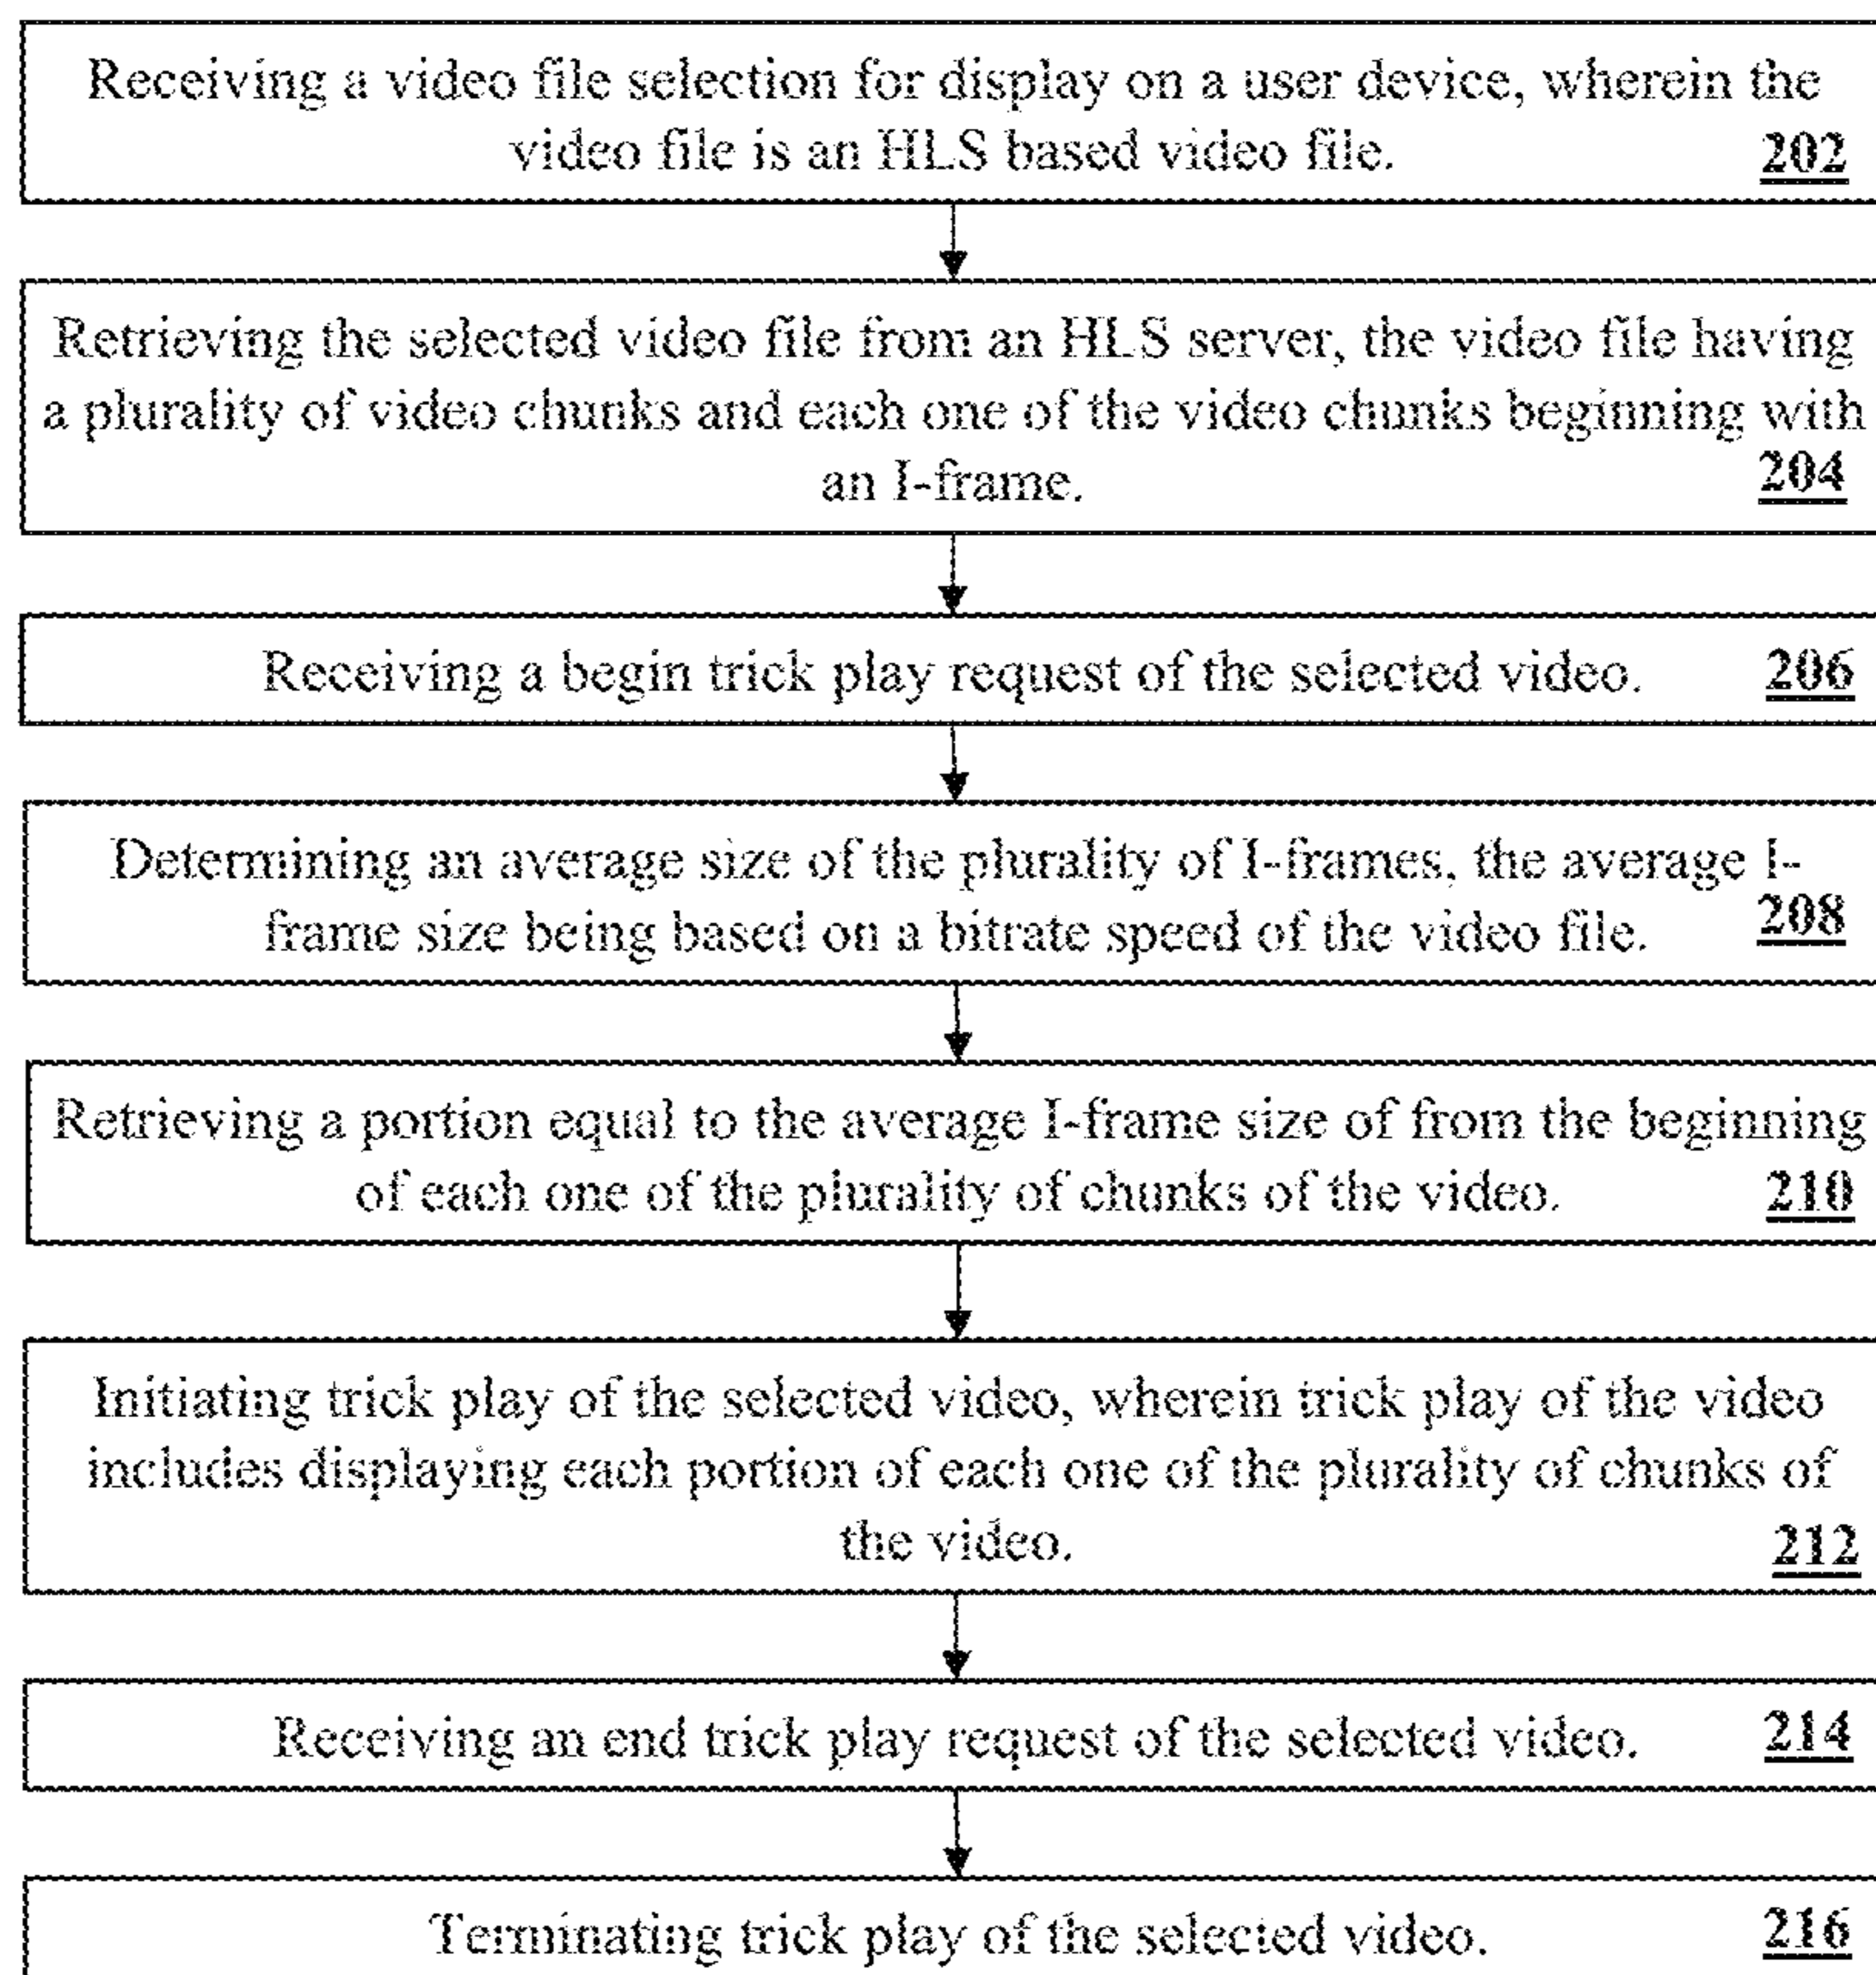 Receiving a video file selection for display on a user device, wherein the
video file is an HLS based video file.
202
Retrieving the selected video file from an HLS server, the video file having
a plurality of video chunks and each one of the video chunks beginning with
an I-frame.
204
Receiving a begin trick play request of the selected video.
206
Determining an average size of the plurality of I-frames, the average I-
frame size being based on a bitrate speed of the video file.
208
Retrieving a portion equal to the average I-frame size of from the beginning
of each one of the plurality of chunks of the video.
210
Initiating trick play of the selected video, wherein trick play of the video
includes displaying each portion of each one of the plurality of chunks of
the video.
212
Receiving an end trick play request of the selected video.
214
Terminating trick play of the selected video.
216